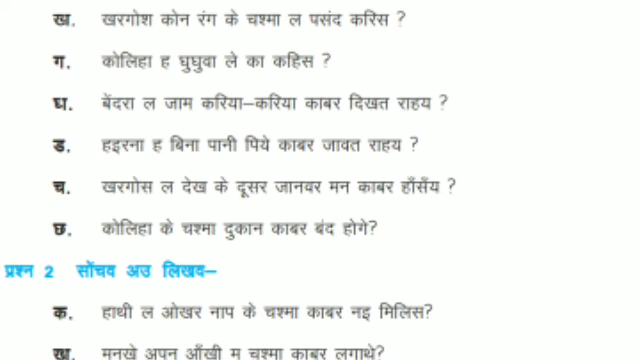 ख. खरगोश कोन रंग के चश्मा ल पसंद करिस ?
ग. कोलिहा ह घुघुवा ले का कहिस ?
घ. बेंदरा ल जाम करिया–करिया काबर दिखत राहय ?
ड. हइरना ह बिना पानी पिये काबर जावत राहय ?
च. खरगोस ल देख के दूसर जानवर मन काबर हाँसँय ?
छ. कोलिहा के चश्मा दुकान काबर बंद होगे?
प्रश्न 2 सोंचव अउ लिखव–
क. हाथी ल ओखर नाप के चश्मा काबर नइ मिलिस?
ख. मनखे अपन आँखी म चश्मा काबर लगाथे?